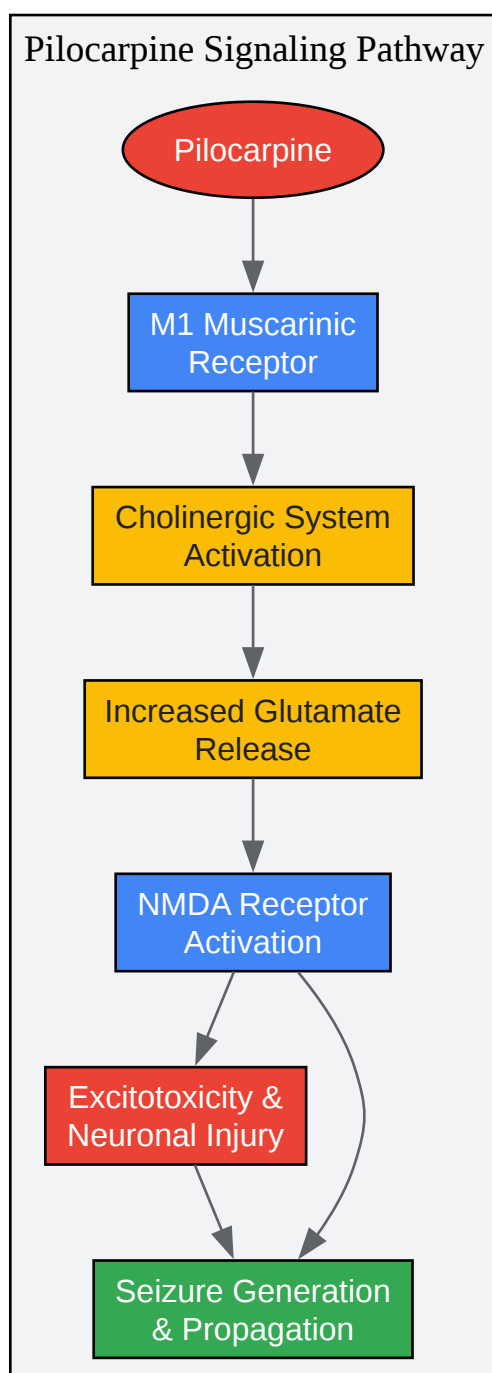 Pilocarpine Signaling Pathway
Pilocarpine
M1 Muscarinic
Receptor
Cholinergic System
Activation
Increased Glutamate
Release
NMDA Receptor
Activation
Excitotoxicity &
Neuronal Injury
Seizure Generation
& Propagation